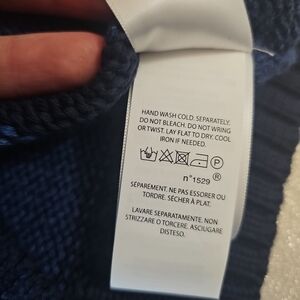 HAND WASH COLD. SEPARATELY.
DO NOT BLEACH. DO NOT WRING
OR TWIST. LAY FLAT TO DRY. COOL
IRON IF NEEDED.
P
n°1529 ®
SÉPARÉMENT. NE PAS ESSORER OU
TORDRE. SÉCHER À PLAT.
LAVARE SEPARATAMENTE. NON
STRIZZARE O TORCERE. ASCIUGARE
DISTESO.